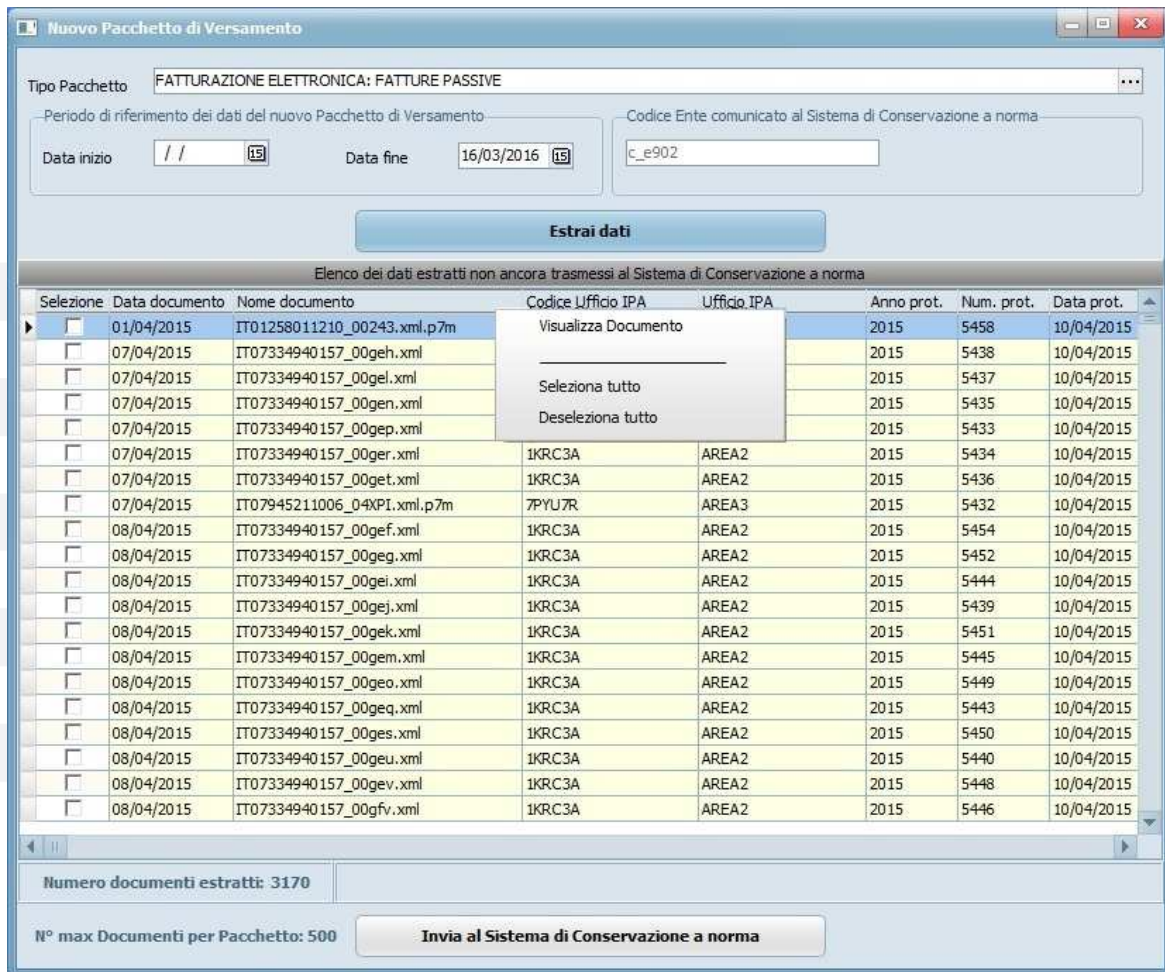 Nuovo Pacchetto di Versamento
Tipo Pacchetto FATTURAZIONE ELETTRONICA: FATTURE PASSIVE ...
Periodo di riferimento dei dati del nuovo Pacchetto di Versamento Codice Ente comunicato al Sistema di Conservazione a norma
Data inizio / / 15 Data fine 16/03/2016 15 c_e902
Estrai dati
Elenco dei dati estratti non ancora trasmessi al Sistema di Conservazione a norma
Selezione Data documento Nome documento Codice Ufficio IPA Ufficio IPA Anno prot. Num. prot. Data prot.
01/04/2015 IT01258011210_00243.xml.p7m 2015 5458 10/04/2015
07/04/2015 IT07334940157_00geh.xml 2015 5438 10/04/2015
07/04/2015 IT07334940157_00gel.xml 2015 5437 10/04/2015
07/04/2015 IT07334940157_00gen.xml 2015 5435 10/04/2015
07/04/2015 IT07334940157_00gep.xml 2015 5433 10/04/2015
Visualizza Documento
Seleziona tutto
Deseleziona tutto
07/04/2015 IT07334940157_00ger.xml 1KRC3A AREA2 2015 5434 10/04/2015
07/04/2015 IT07334940157_00get.xml 1KRC3A AREA2 2015 5436 10/04/2015
07/04/2015 IT07945211006_04XPI.xml.p7m 7PYU7R AREA3 2015 5432 10/04/2015
08/04/2015 IT07334940157_00gef.xml 1KRC3A AREA2 2015 5454 10/04/2015
08/04/2015 IT07334940157_00geg.xml 1KRC3A AREA2 2015 5452 10/04/2015
08/04/2015 IT07334940157_00gei.xml 1KRC3A AREA2 2015 5444 10/04/2015
08/04/2015 IT07334940157_00gej.xml 1KRC3A AREA2 2015 5439 10/04/2015
08/04/2015 IT07334940157_00gek.xml 1KRC3A AREA2 2015 5451 10/04/2015
08/04/2015 IT07334940157_00gem.xml 1KRC3A AREA2 2015 5445 10/04/2015
08/04/2015 IT07334940157_00geo.xml 1KRC3A AREA2 2015 5449 10/04/2015
08/04/2015 IT07334940157_00geq.xml 1KRC3A AREA2 2015 5443 10/04/2015
08/04/2015 IT07334940157_00ges.xml 1KRC3A AREA2 2015 5450 10/04/2015
08/04/2015 IT07334940157_00geu.xml 1KRC3A AREA2 2015 5440 10/04/2015
08/04/2015 IT07334940157_00gev.xml 1KRC3A AREA2 2015 5448 10/04/2015
08/04/2015 IT07334940157_00gfv.xml 1KRC3A AREA2 2015 5446 10/04/2015
Numero documenti estratti: 3170
N° max Documenti per Pacchetto: 500 Invia al Sistema di Conservazione a norma